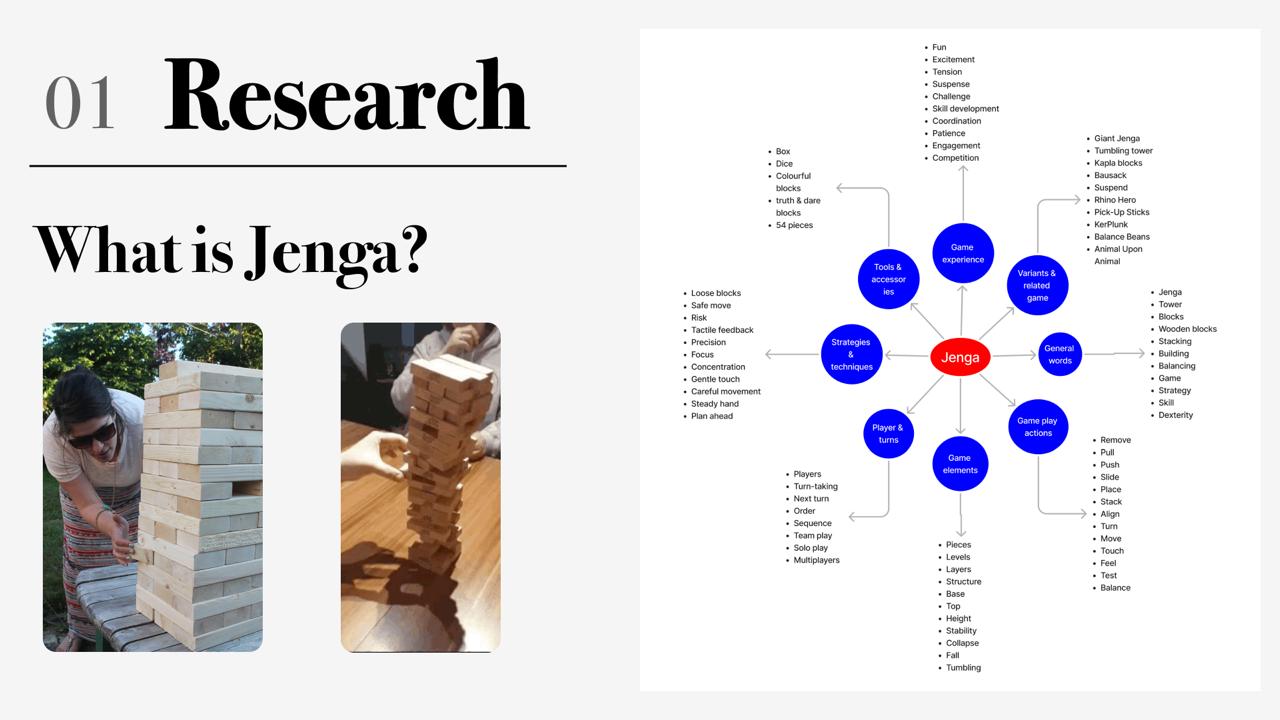 01 Research
What is Jenga?
• Fun
• Excitement
• Tension
• Suspense
• Challenge
• Skill development
• Coordination
• Patience
• Engagement
• Competition
• Box
• Dice
• Colourful
blocks
• truth & dare
blocks
• 54 pieces
• Giant Jenga
• Tumbling tower
• Kapla blocks
• Bausack
• Suspend
• Rhino Hero
• Pick-Up Sticks
• KerPlunk
• Balance Beans
• Animal Upon
Animal
Game
experience
Tools &
accessor
ies
Variants &
related
game
• Loose blocks
• Safe move
• Risk
• Tactile feedback
• Precision
• Focus
• Concentration
• Gentle touch
• Careful movement
• Steady hand
• Plan ahead
Strategies
&
techniques
Jenga
General
words
• Jenga
• Tower
• Blocks
• Wooden blocks
• Stacking
• Building
• Balancing
• Game
• Strategy
• Skill
• Dexterity
Player &
turns
Game
elements
Game play
actions
• Players
• Turn-taking
• Next turn
• Order
• Sequence
• Team play
• Solo play
• Multiplayers
• Pieces
• Levels
• Layers
• Structure
• Base
• Top
• Height
• Stability
• Collapse
• Fall
• Tumbling
• Remove
• Pull
• Push
• Slide
• Place
• Stack
• Align
• Turn
• Move
• Touch
• Feel
• Test
• Balance